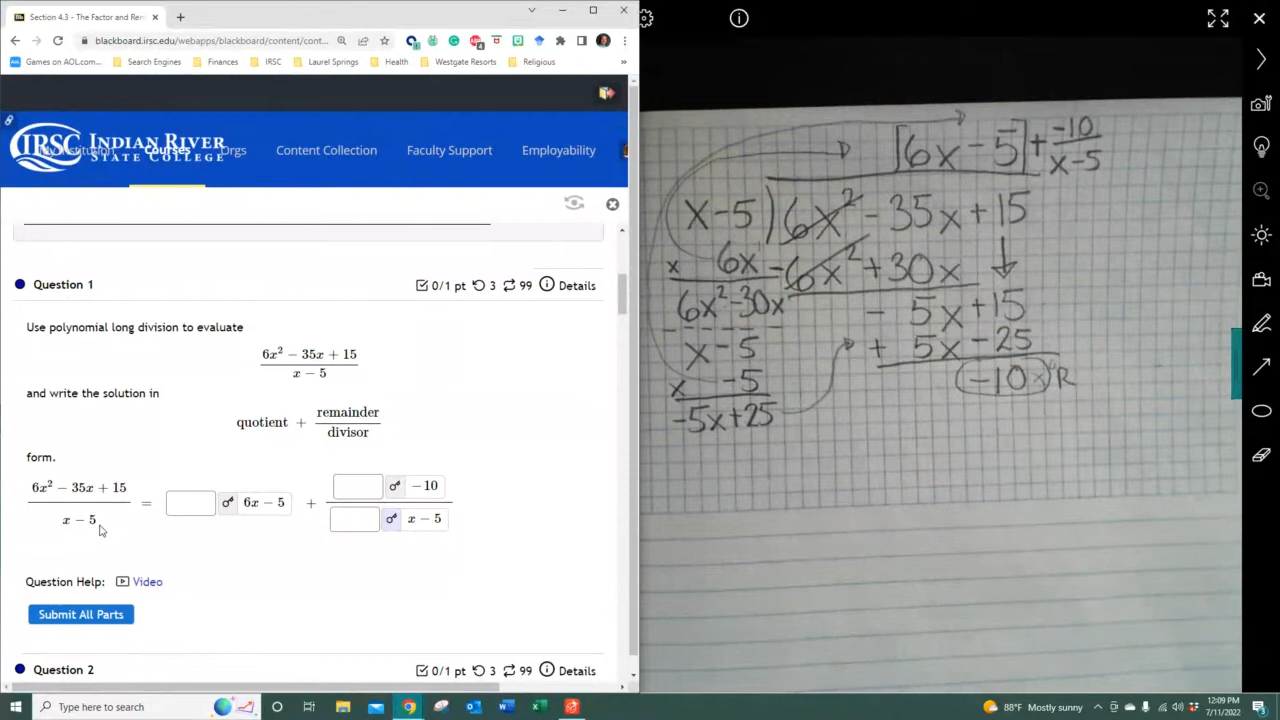 Section 4.3 - The Factor and Rem
blackboard.irsc.edu/webapps/blackboard/content/cont...
Games on AOL.com...
Search Engines
Finances
IRSC
Laurel Springs
Health
Westgate Resorts
Religious
»
IRSC INDIAN RIVER
STATE COLLEGE
Courses
Orgs
Content Collection
Faculty Support
Employability
Question 1
0/1 pt 3 99 Details
Use polynomial long division to evaluate
6x² − 35x + 15
x − 5
and write the solution in
quotient + remainder
divisor
form.
6x² − 35x + 15
x − 5
= 6x − 5 +
−10
x − 5
Question Help: Video
Submit All Parts
Question 2
0/1 pt 3 99 Details
[6x − 5] + −10
x − 5
x − 5 ) 6x² − 35x + 15
x 6x
− 6x² + 30x
6x² − 30x
− 5x + 15
x − 5
+ 5x − 25
x −5
−10 R
−5x + 25
Type here to search
88°F Mostly sunny
12:09 PM
7/11/2022